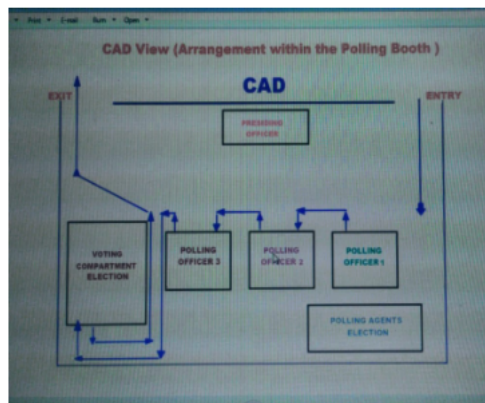 Print E-mail Burn Open
CAD View (Arrangement within the Polling Booth )
CAD
EXIT
ENTRY
PRESIDING
OFFICER
VOTING
COMPARTMENT
ELECTION
POLLING
OFFICER 3
POLLING
OFFICER 2
POLLING
OFFICER 1
POLLING AGENTS
ELECTION